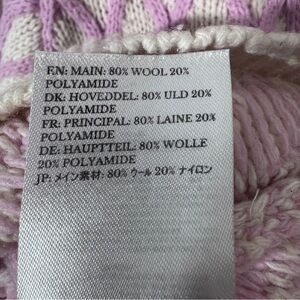 EN: MAIN: 80% WOOL 20%
POLYAMIDE
DK: HOVEDDEL: 80% ULD 20%
POLYAMIDE
FR: PRINCIPAL: 80% LAINE 20%
POLYAMIDE
DE: HAUPTTEIL: 80% WOLLE
20% POLYAMIDE
JP: メイン素材: 80% ウール 20% ナイロン